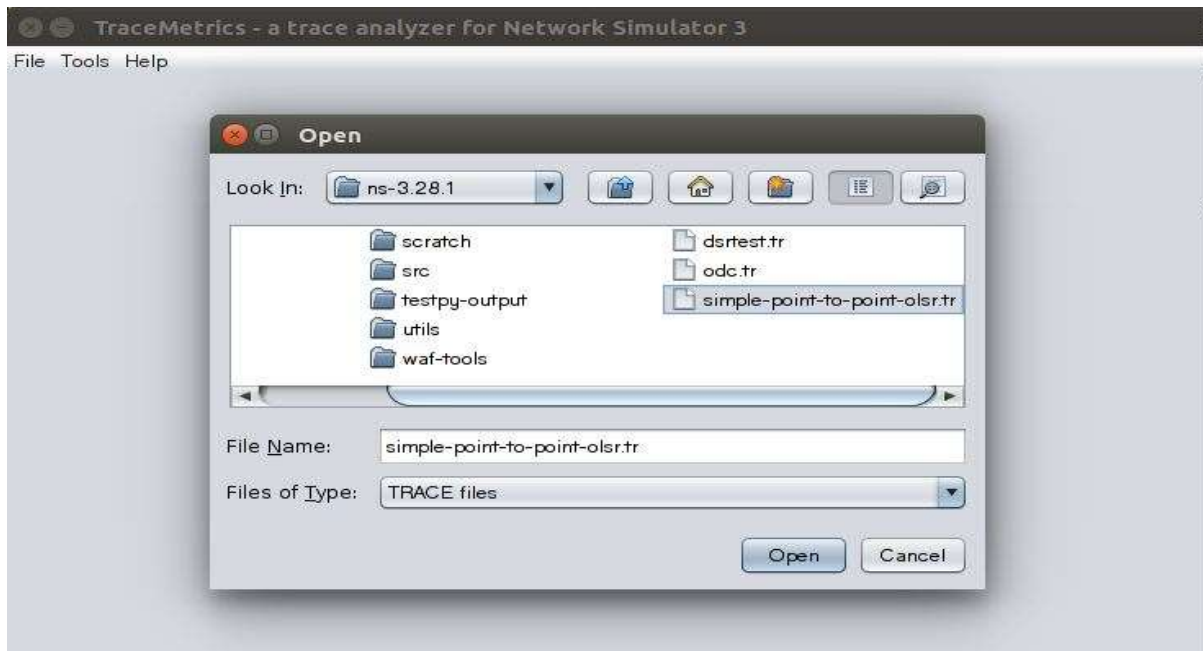 TraceMetrics - a trace analyzer for Network Simulator 3
File Tools Help
Open
Look In: ns-3.28.1
scratch
src
testpy-output
utils
waf-tools
dsrtest.tr
odc.tr
simple-point-to-point-olsr.tr
File Name: simple-point-to-point-olsr.tr
Files of Type: TRACE files
Open Cancel